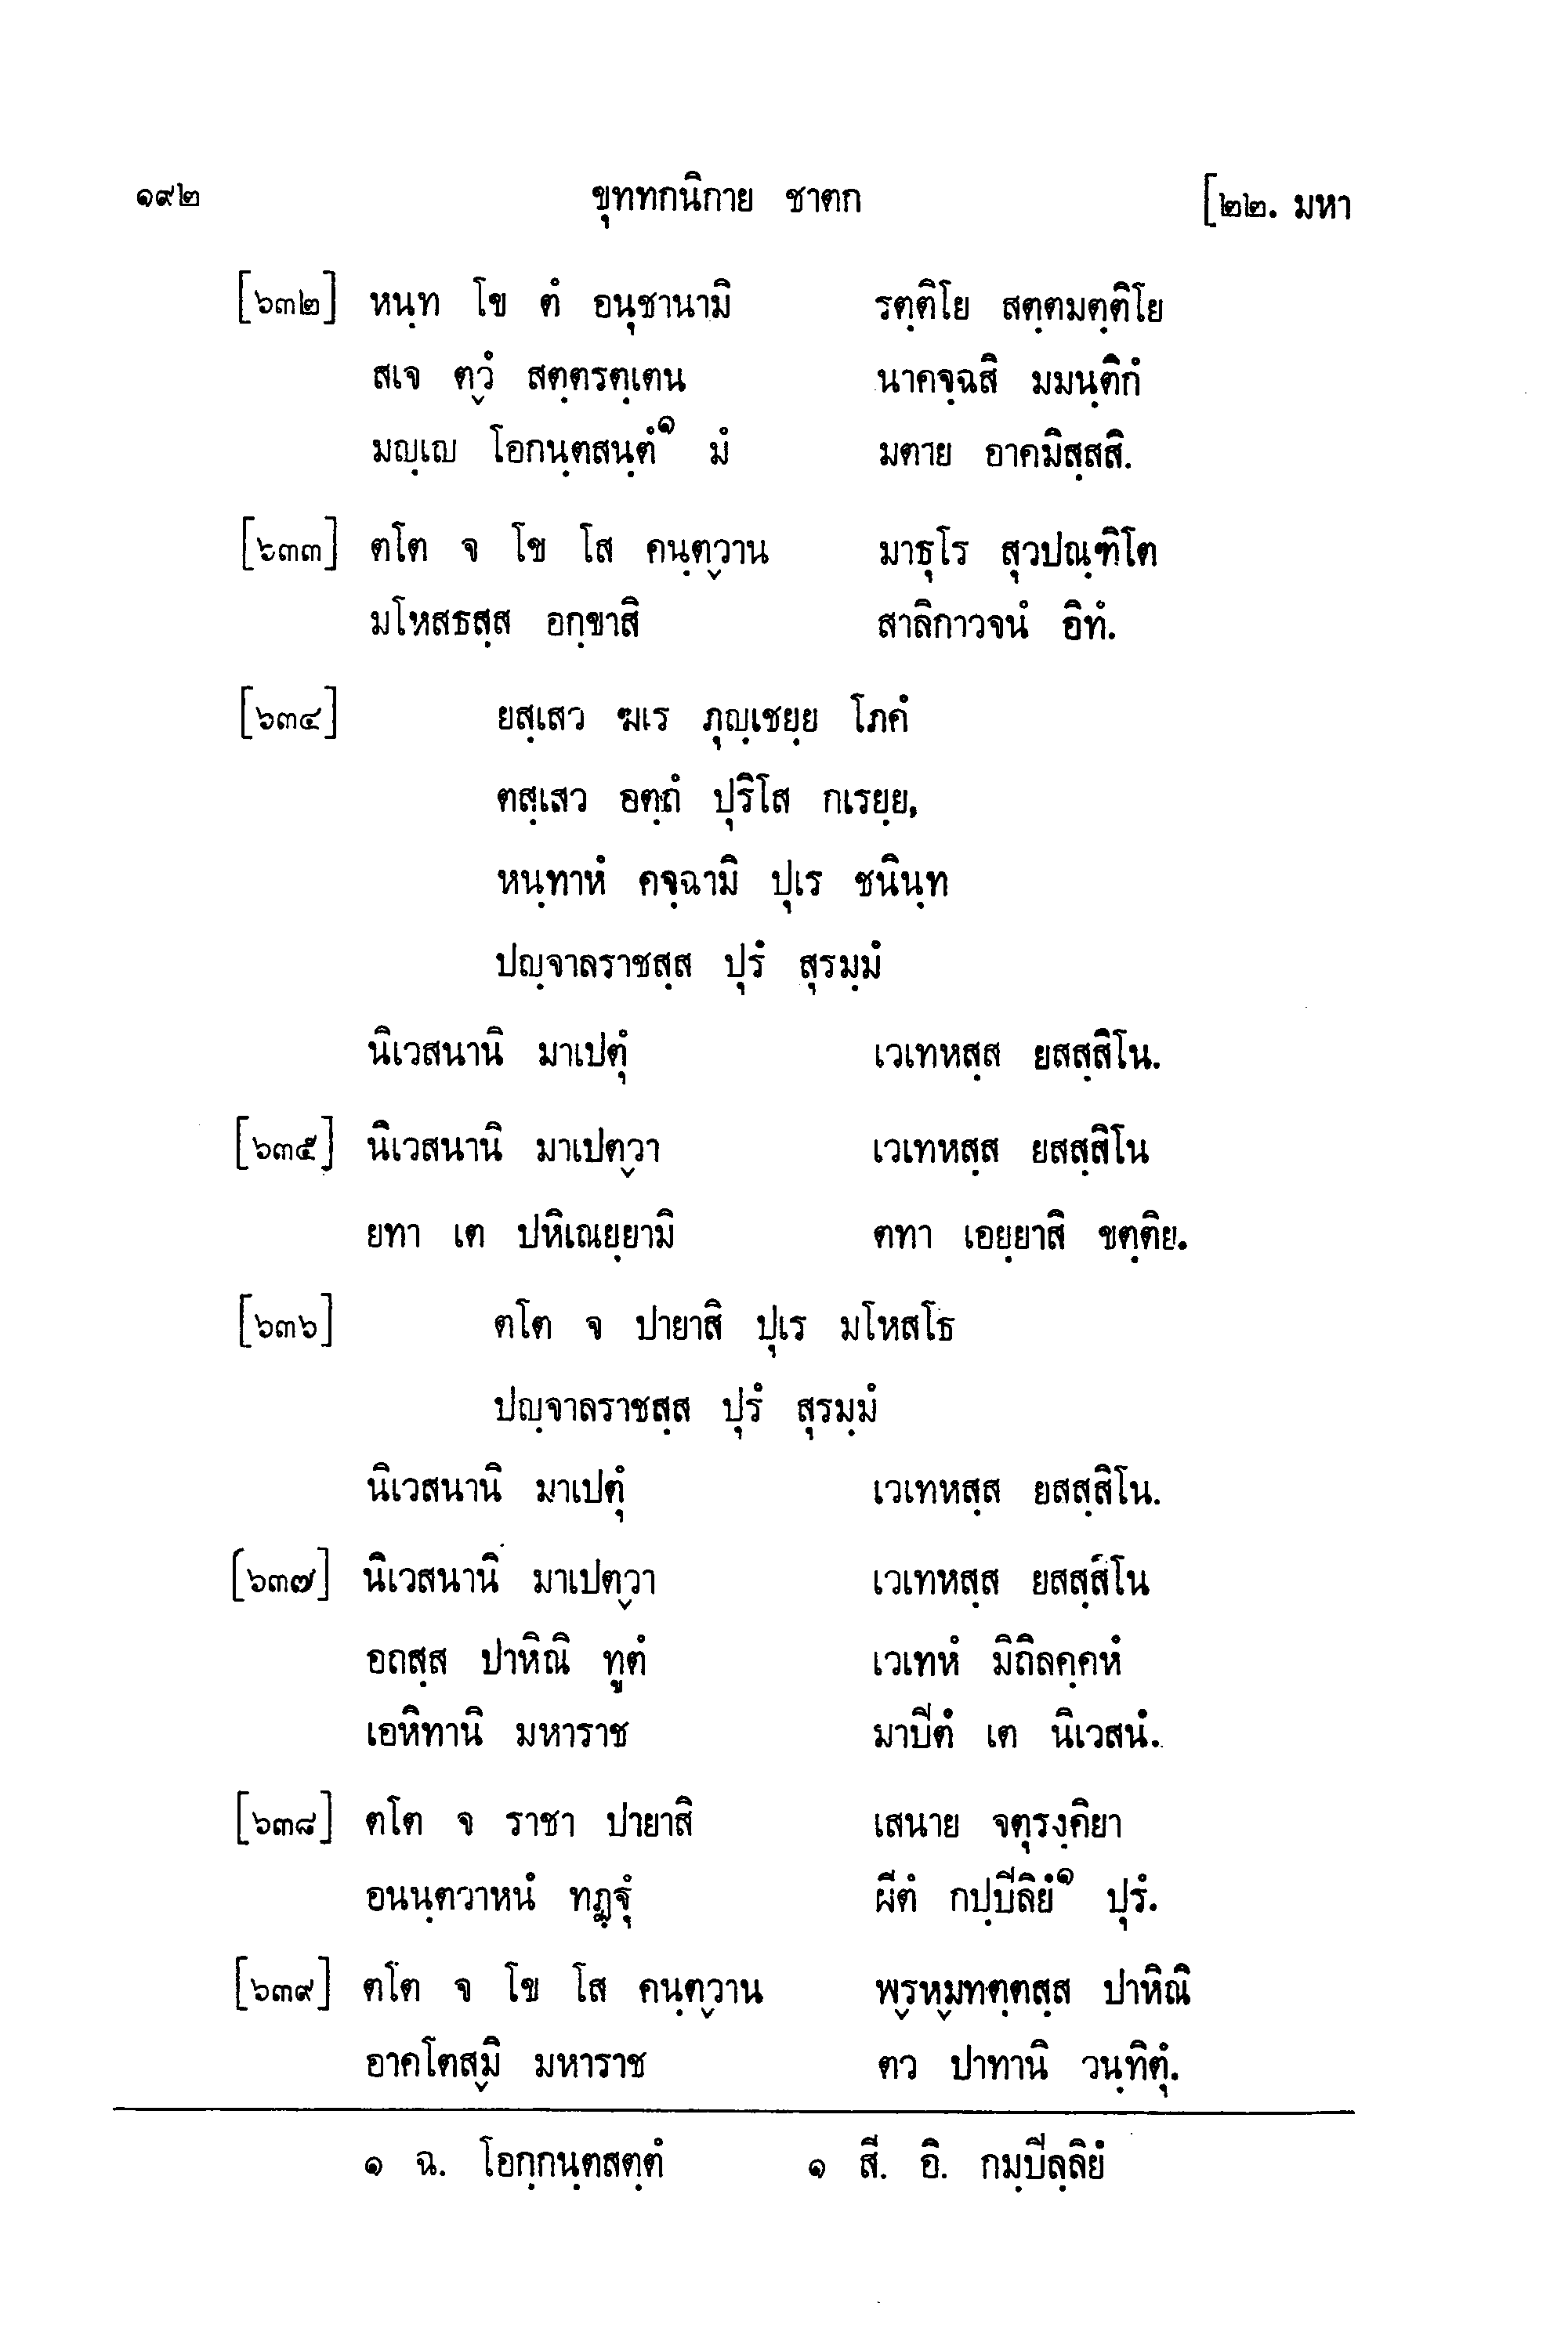 ๑๙๒ ขุททกนิกาย ชาตก [๒๒. มหา
[๖๓๒] หนฺท โข ตํ อนุชานามิ รตฺติโย สตฺตมตฺติโย
สเจ ตฺวํ สตฺตรตฺเตน นาคจฺฉสิ มมนฺติกํ
มญฺเญ โอกนฺตสนฺตํ๑ มํ มตาย อาคมิสฺสสิ.
[๖๓๓] ตโต จ โข โส คนฺตฺวาน มาธุโร สุวปณฺฑิโต
มโหสธสฺส อกฺขาสิ สาลิกาวจนํ อิทํ.
[๖๓๔] ยสฺเสว ฆเร ภุญฺเชยฺย โภคํ
ตสฺเสว อตฺถํ ปุริโส กเรยฺย,
หนฺทาหํ คจฺฉามิ ปุเร ชนินฺท
ปญฺจาลราชสฺส ปุรํ สุรมฺมํ
นิเวสนานิ มาเปตุํ เวเทหสฺส ยสสฺสิโน.
[๖๓๕] นิเวสนานิ มาเปตฺวา เวเทหสฺส ยสสฺสิโน
ยทา เต ปหิเณยฺยามิ ตทา เอยฺยาสิ ขตฺติย.
[๖๓๖] ตโต จ ปายาสิ ปุเร มโหสโธ
ปญฺจาลราชสฺส ปุรํ สุรมฺมํ
นิเวสนานิ มาเปตุํ เวเทหสฺส ยสสฺสิโน.
[๖๓๗] นิเวสนานิ มาเปตฺวา เวเทหสฺส ยสสฺสิโน
อถสฺส ปาหิณิ ทูตํ เวเทหํ มิถิลคฺคหํ
เอหิทานิ มหาราช มาปิตํ เต นิเวสนํ.
[๖๓๘] ตโต จ ราชา ปายาสิ เสนาย จตุรงฺคิยา
อนนฺตวาหนํ ทฏฺฐุํ ผีตํ กปฺปีลิยํ๑ ปุรํ.
[๖๓๙] ตโต จ โข โส คนฺตฺวาน พฺรหฺมทตฺตสฺส ปาหิณิ
อาคโตสฺมิ มหาราช ตว ปาทานิ วนฺทิตุํ.
๑ ฉ. โอกฺกนฺตสตฺตํ ๑ สี. อิ. กมฺปีลฺลิยํ